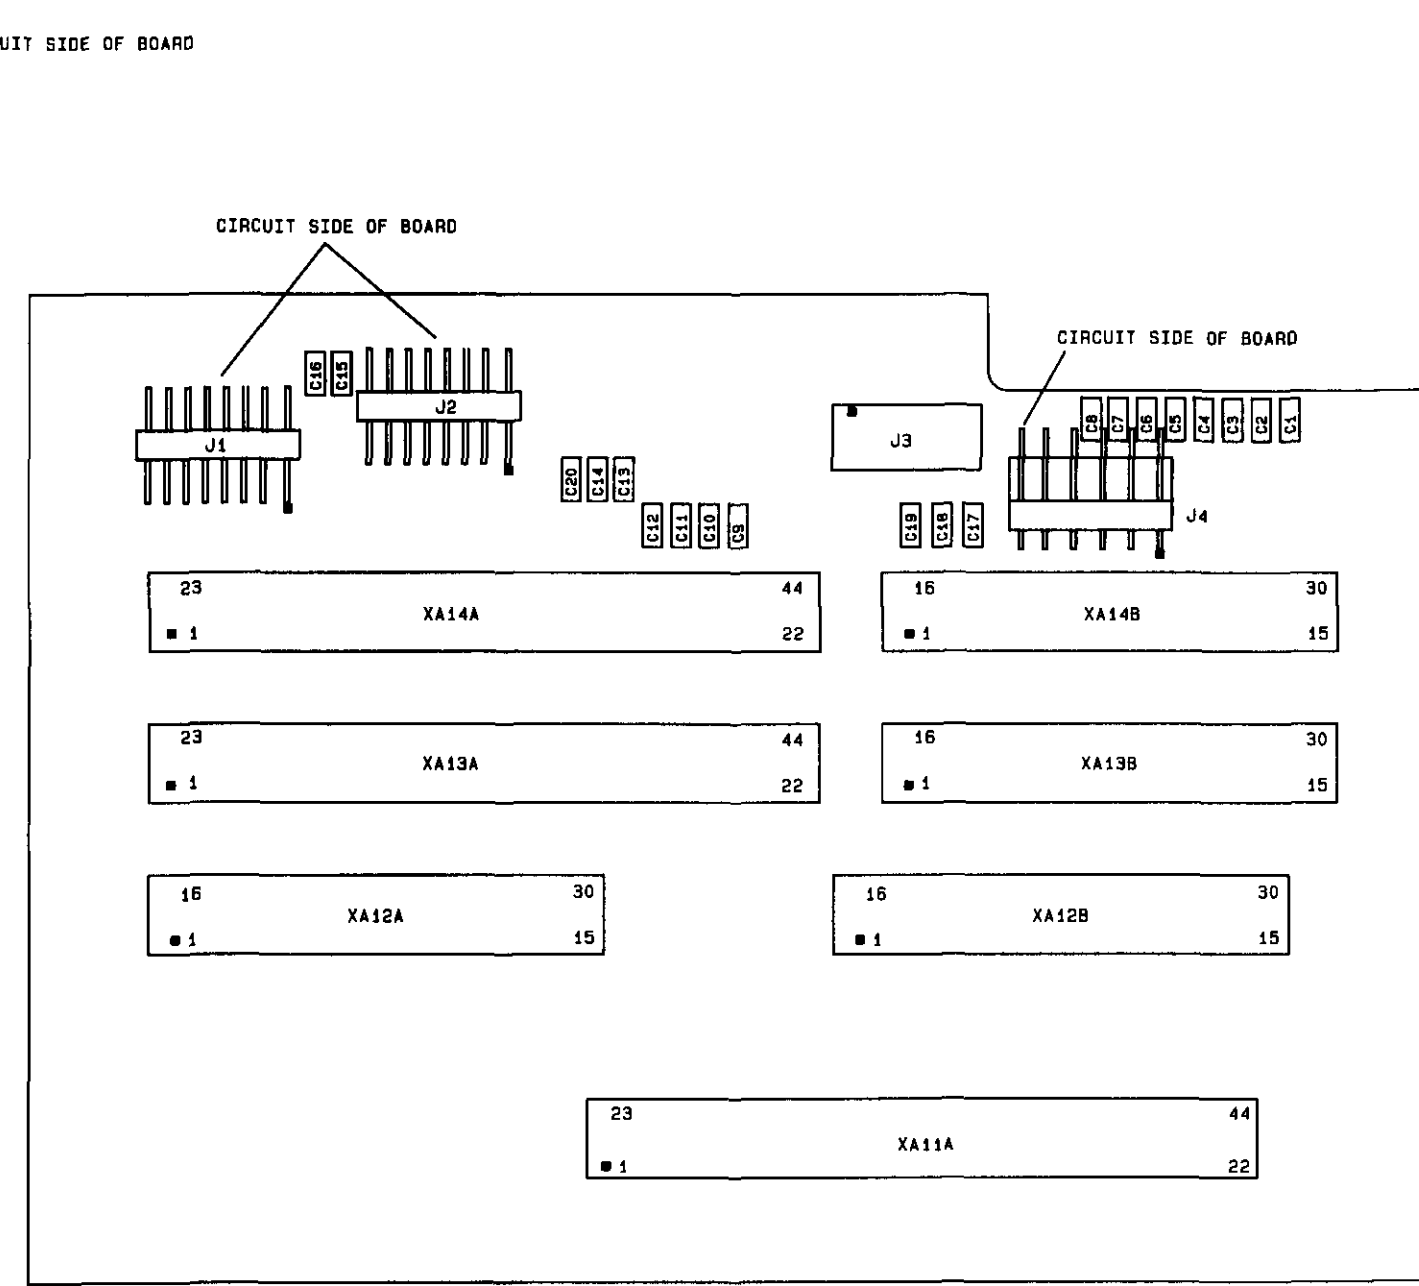 UIT SIDE OF BOARD
CIRCUIT SIDE OF BOARD
CIRCUIT SIDE OF BOARD
C16 C15 J2
J1
J3
C8 C7 C6 C5 C4 C3 C2 C1
C20 C14 C13
C12 C11 C10 C9
C19 C18 C17
J4
23 44
XA14A
1 22
16 30
XA14B
1 15
23 44
XA13A
1 22
16 30
XA13B
1 15
16 30
XA12A
1 15
16 30
XA12B
1 15
23 44
XA11A
1 22